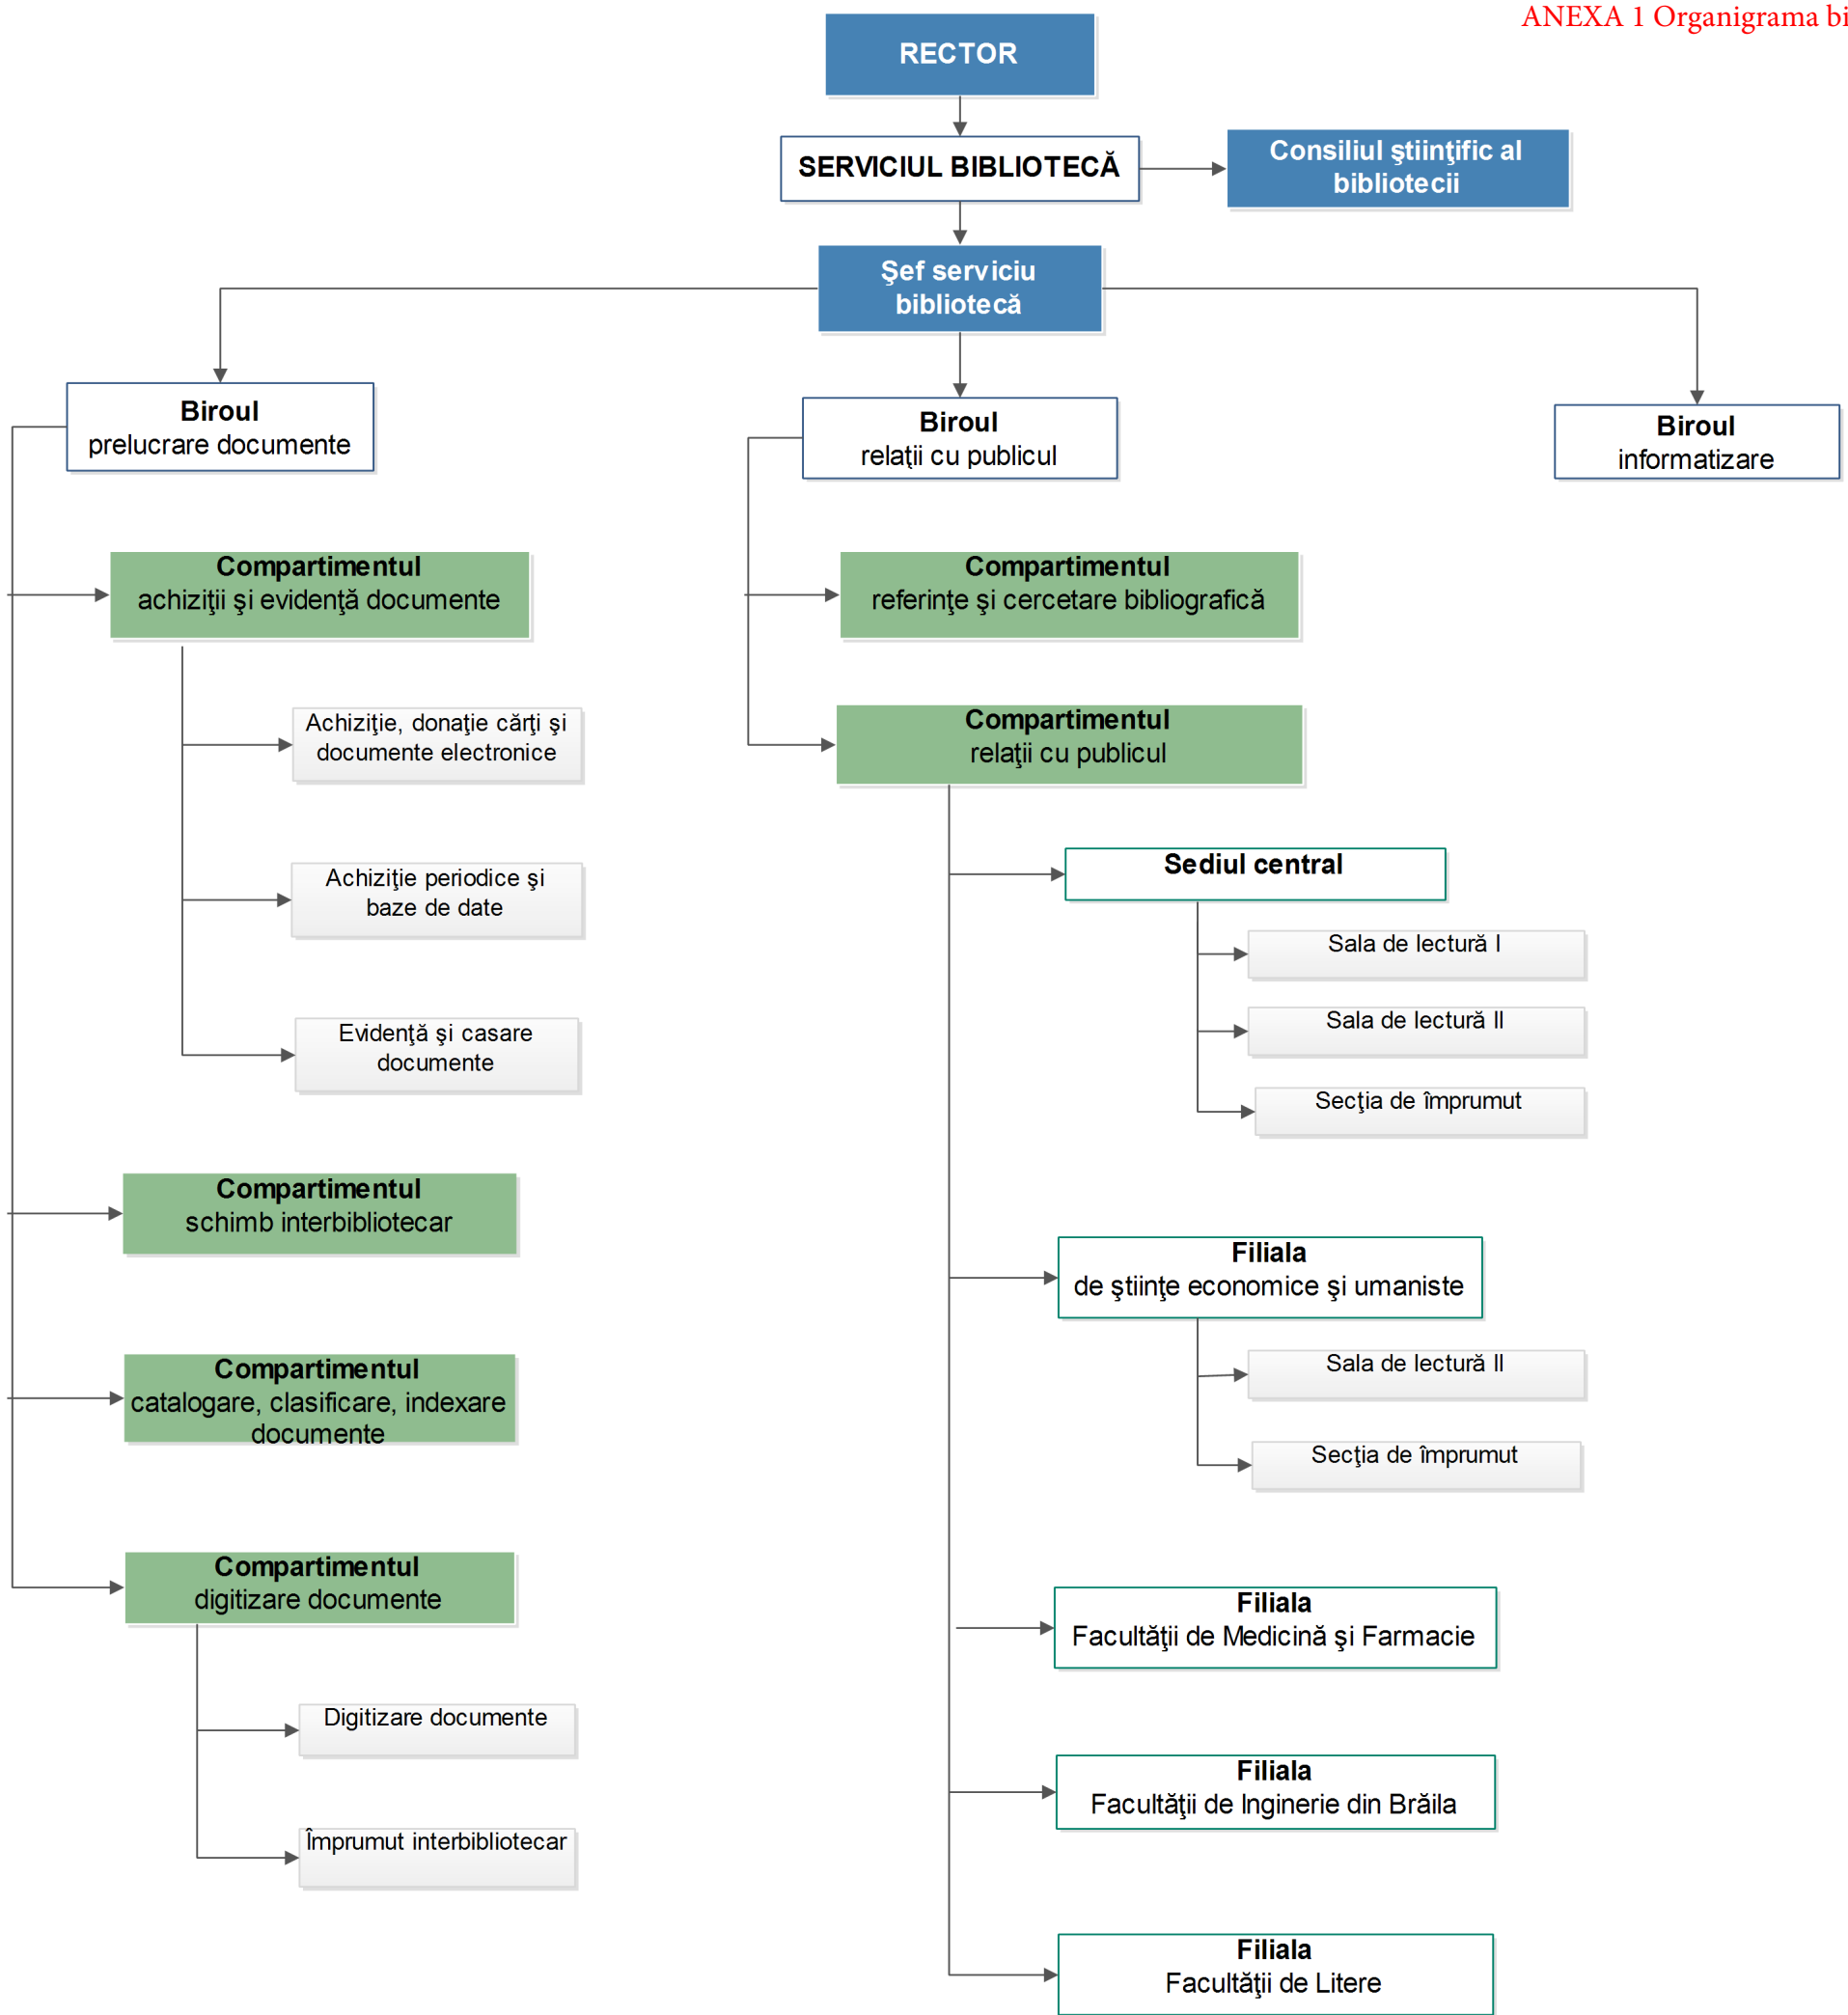 ANEXA 1 Organigrama bi
RECTOR
SERVICIUL BIBLIOTECĂ
Consiliul ştiinţific al
bibliotecii
Şef serviciu
bibliotecă
Biroul
prelucrare documente
Biroul
relaţii cu publicul
Biroul
informatizare
Compartimentul
achiziţii şi evidenţă documente
Achiziţie, donaţie cărţi şi
documente electronice
Achiziţie periodice şi
baze de date
Evidenţă şi casare
documente
Compartimentul
schimb interbibliotecar
Compartimentul
catalogare, clasificare, indexare
documente
Compartimentul
digitizare documente
Digitizare documente
Împrumut interbibliotecar
Compartimentul
referinţe şi cercetare bibliografică
Compartimentul
relaţii cu publicul
Sediul central
Sala de lectură I
Sala de lectură II
Secţia de împrumut
Filiala
de ştiinţe economice şi umaniste
Sala de lectură II
Secţia de împrumut
Filiala
Facultăţii de Medicină şi Farmacie
Filiala
Facultăţii de Inginerie din Brăila
Filiala
Facultăţii de Litere